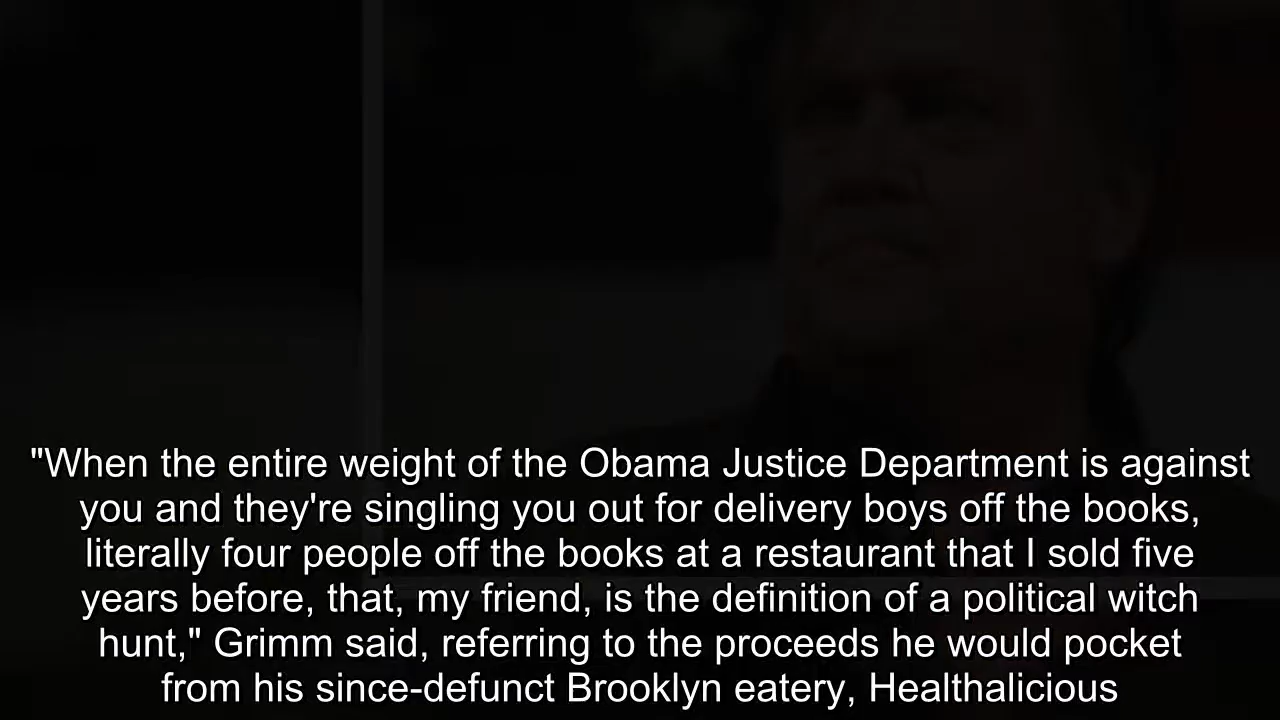 "When the entire weight of the Obama Justice Department is against
you and they're singling you out for delivery boys off the books,
literally four people off the books at a restaurant that I sold five
years before, that, my friend, is the definition of a political witch
hunt," Grimm said, referring to the proceeds he would pocket
from his since-defunct Brooklyn eatery, Healthalicious